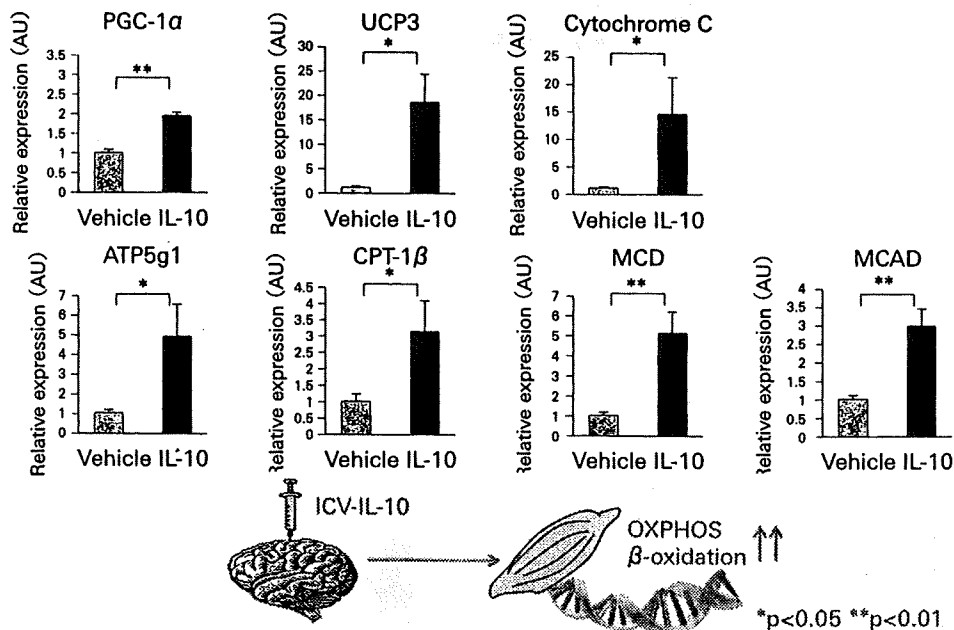 PGC-1α
Relative expression (AU)
3.5
3
2.5
2
1.5
1
0.5
0
**
Vehicle IL-10
UCP3
Relative expression (AU)
30
25
20
15
10
5
0
*
Vehicle IL-10
Cytochrome C
Relative expression (AU)
25
20
15
10
5
0
*
Vehicle IL-10
ATP5g1
Relative expression (AU)
7
6
5
4
3
2
1
0
*
Vehicle IL-10
CPT-1β
Relative expression (AU)
4.5
4
3.5
3
2.5
2
1.5
1
0.5
0
*
Vehicle IL-10
MCD
Relative expression (AU)
7
6
5
4
3
2
1
0
**
Vehicle IL-10
MCAD
Relative expression (AU)
4
3.5
3
2.5
2
1.5
1
0.5
0
**
Vehicle IL-10
ICV-IL-10
OXPHOS
β-oxidation
*p<0.05 **p<0.01